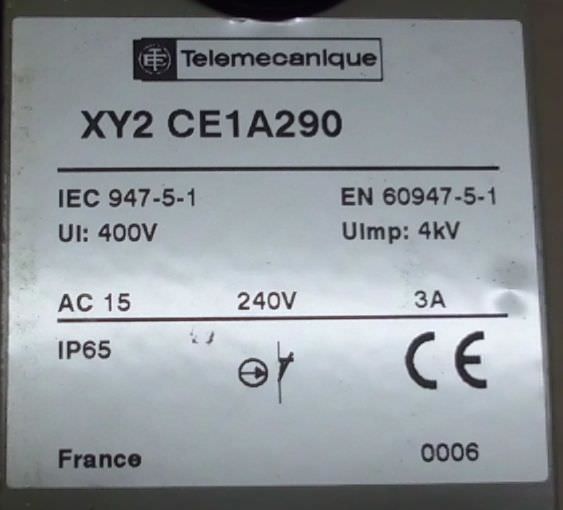 Telemecanique
XY2 CE1A290
IEC 947-5-1 EN 60947-5-1
UI: 400V UImp: 4kV
AC 15 240V 3A
IP65 CE
France 0006